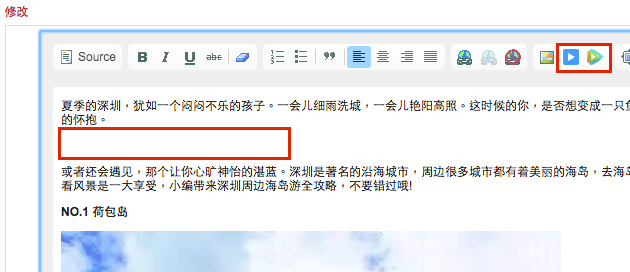 修改
Source B I U abc
夏季的深圳，犹如一个闷闷不乐的孩子。一会儿细雨洗城，一会儿艳阳高照。这时候的你，是否想变成一只
的怀抱。
或者还会遇见，那个让你心旷神怡的湛蓝。深圳是著名的沿海城市，周边很多城市都有着美丽的海岛，去海
看风景是一大享受，小编带来深圳周边海岛游全攻略，不要错过哦!
NO.1 荷包岛